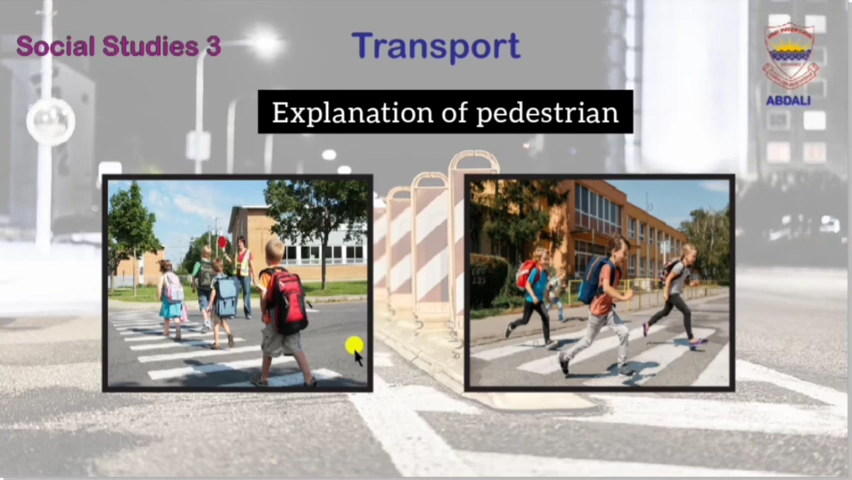 Social Studies 3
Transport
ABDALI
Explanation of pedestrian